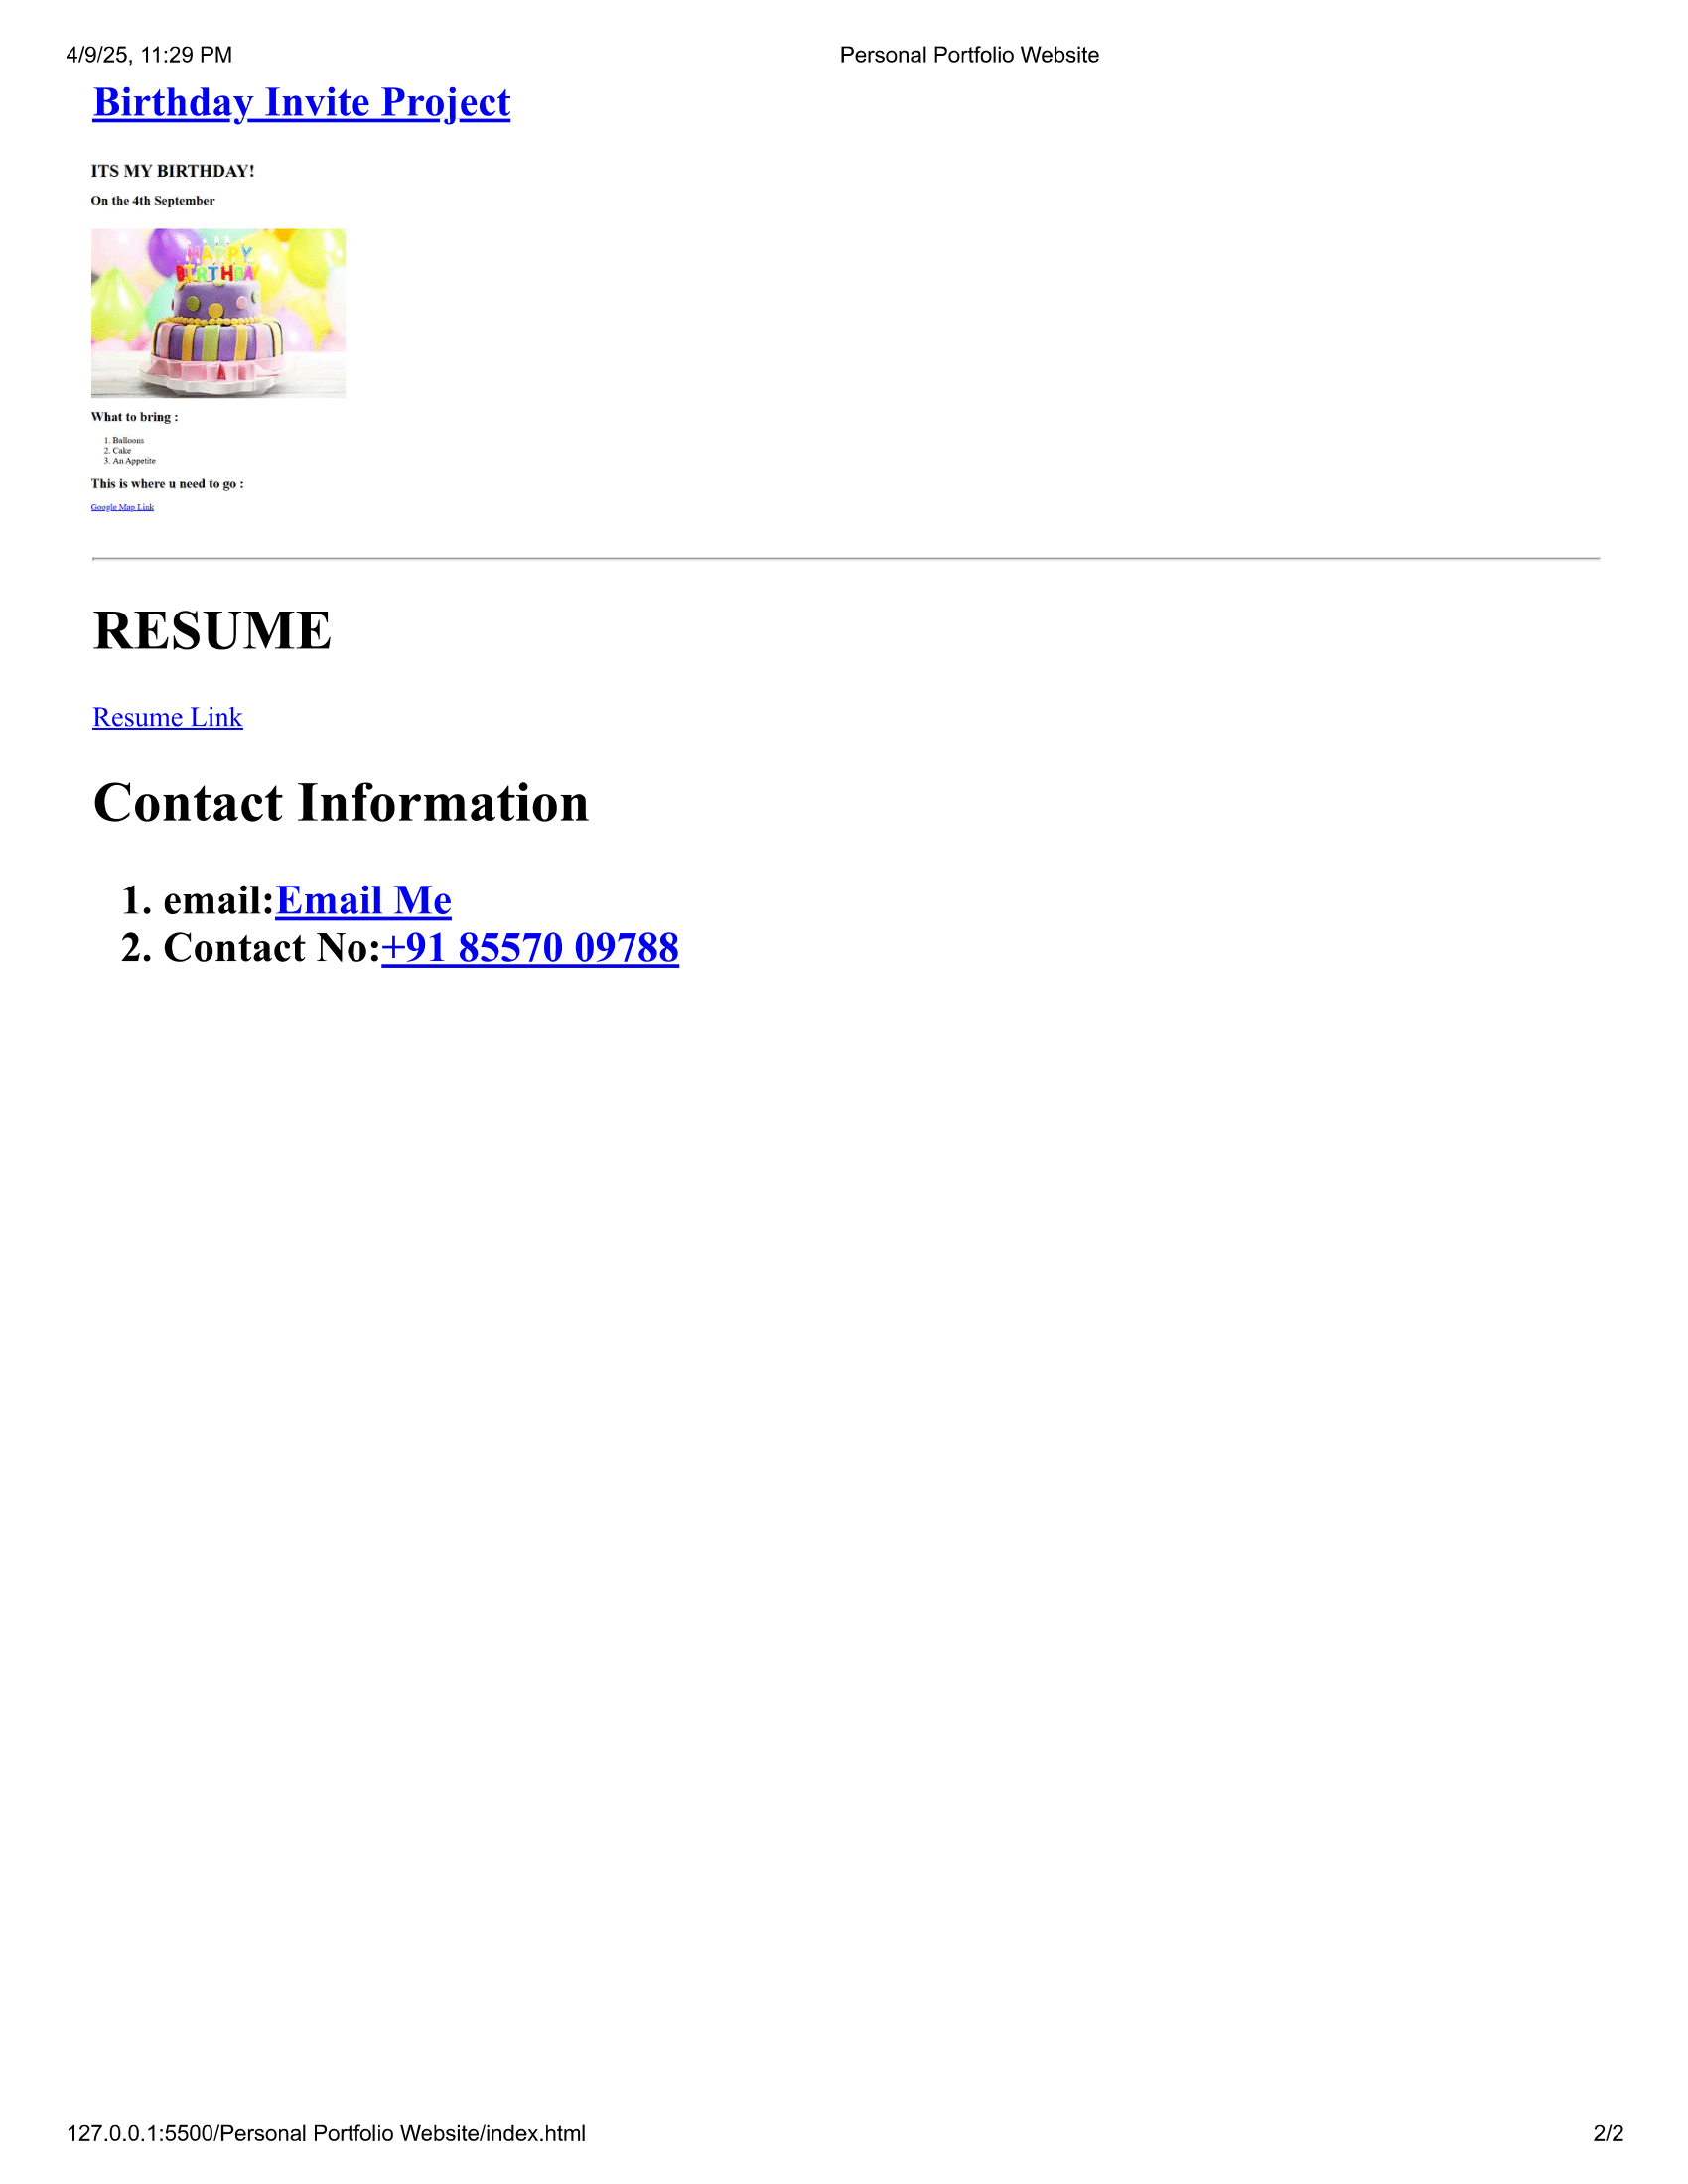 4/9/25, 11:29 PM Personal Portfolio Website
Birthday Invite Project
ITS MY BIRTHDAY!
On the 4th September
HAPPY
BIRTHDAY
What to bring :
1. Balloons
2. Cake
3. An Appetite
This is where u need to go :
Google Map Link
RESUME
Resume Link
Contact Information
1. email:Email Me
2. Contact No:+91 85570 09788
127.0.0.1:5500/Personal Portfolio Website/index.html 2/2